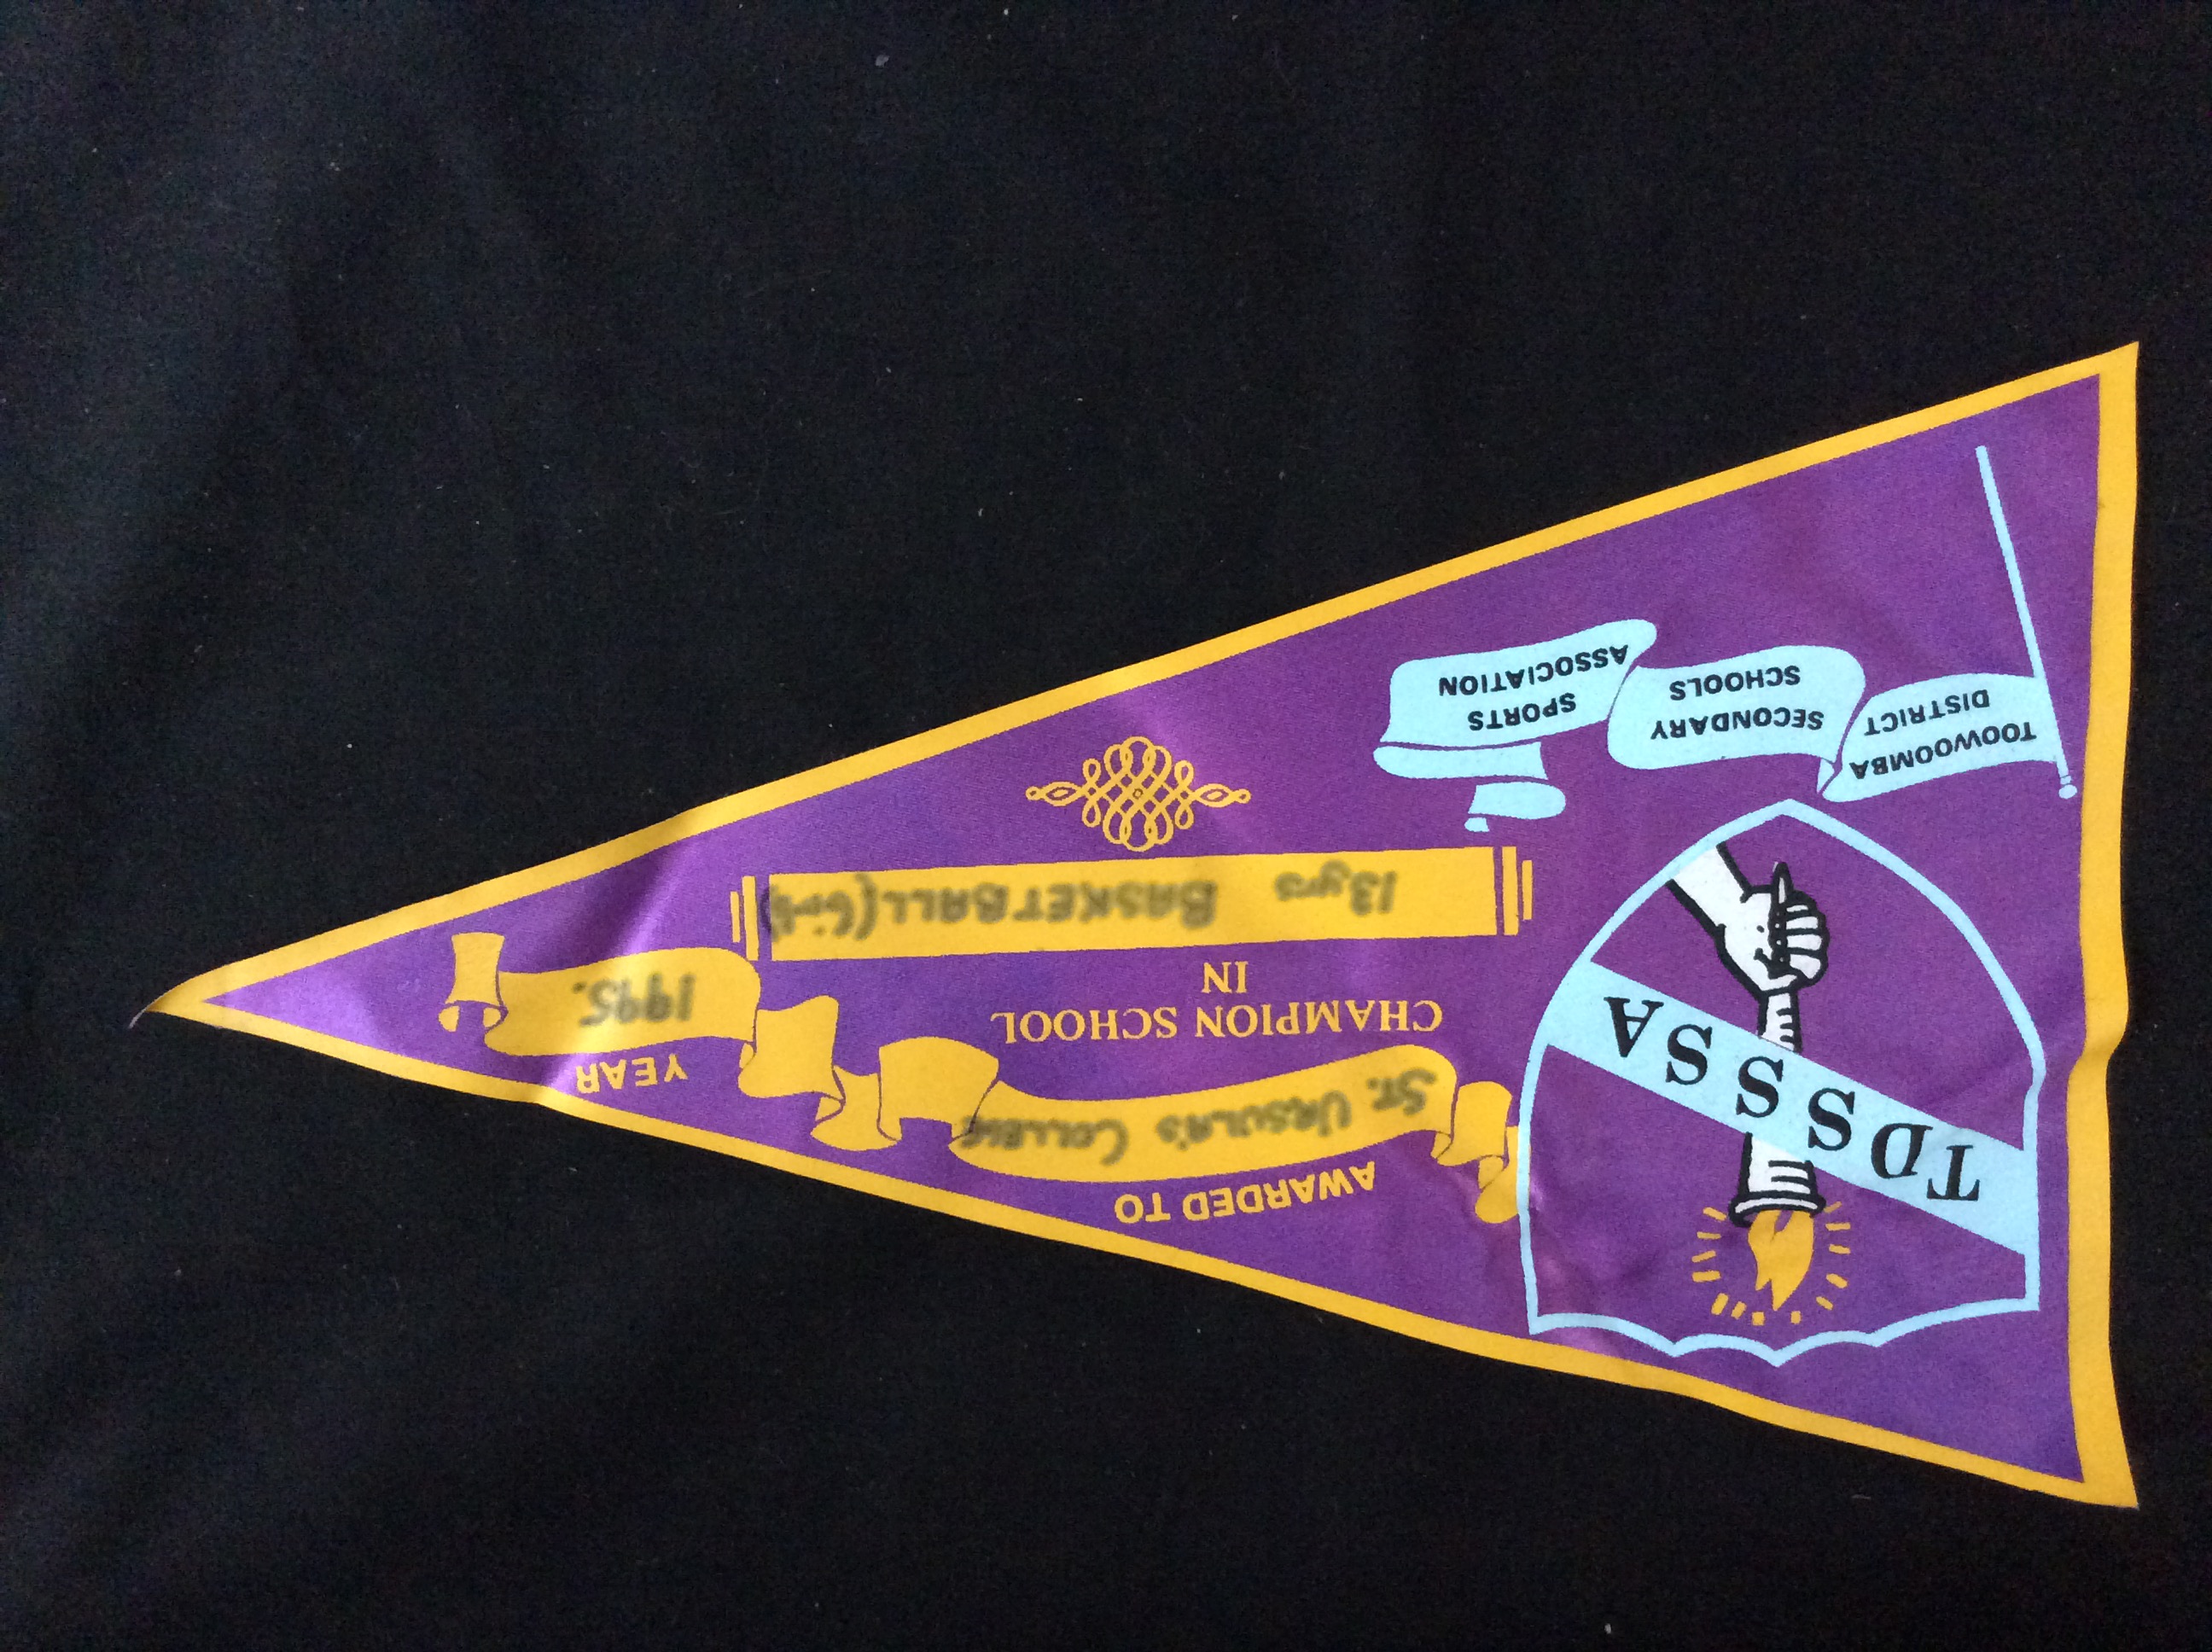 TDSSSA
TOOWOOMBA
DISTRICT
SECONDARY
SCHOOLS
SPORTS
ASSOCIATION
AWARDED TO
ST. URSULA'S COLLEGE
CHAMPION SCHOOL
IN
13yrs BASKETBALL (Girls)
YEAR
1995.